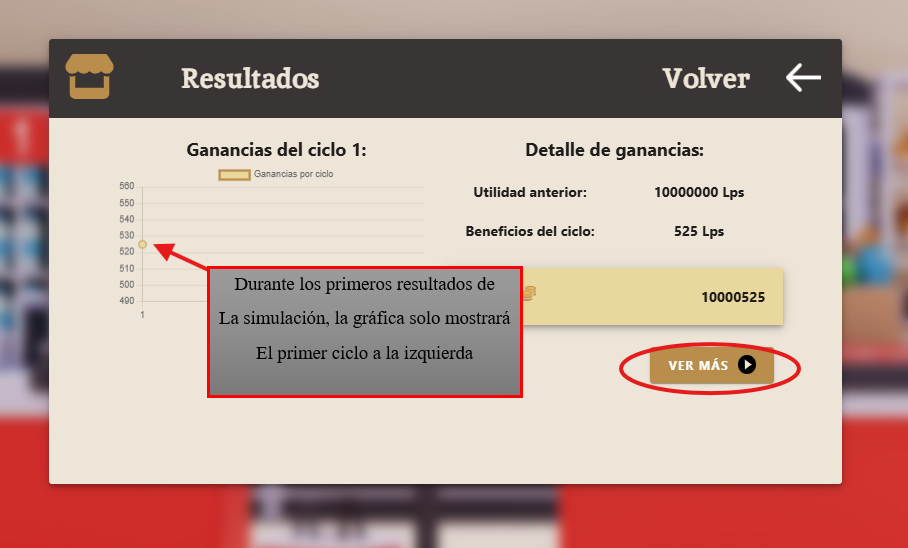 Resultados
Volver
Ganancias del ciclo 1:
Ganancias por ciclo
560
550
540
530
520
510
500
490
1
Detalle de ganancias:
Utilidad anterior: 10000000 Lps
Beneficios del ciclo: 525 Lps
10000525
VER MÁS
Durante los primeros resultados de
La simulación, la gráfica solo mostrará
El primer ciclo a la izquierda
1